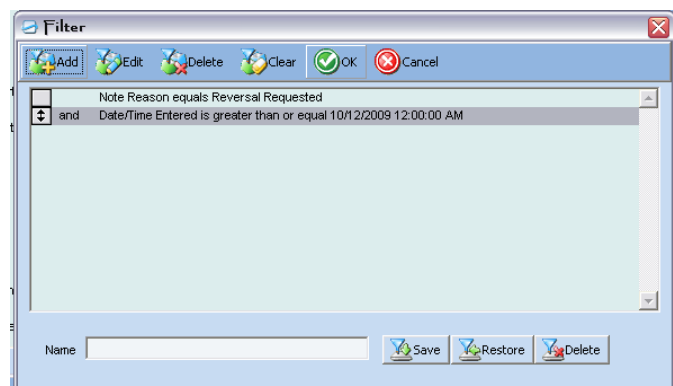 Filter
Add Edit Delete Clear OK Cancel
Note Reason equals Reversal Requested
and Date/Time Entered is greater than or equal 10/12/2009 12:00:00 AM
Name Save Restore Delete